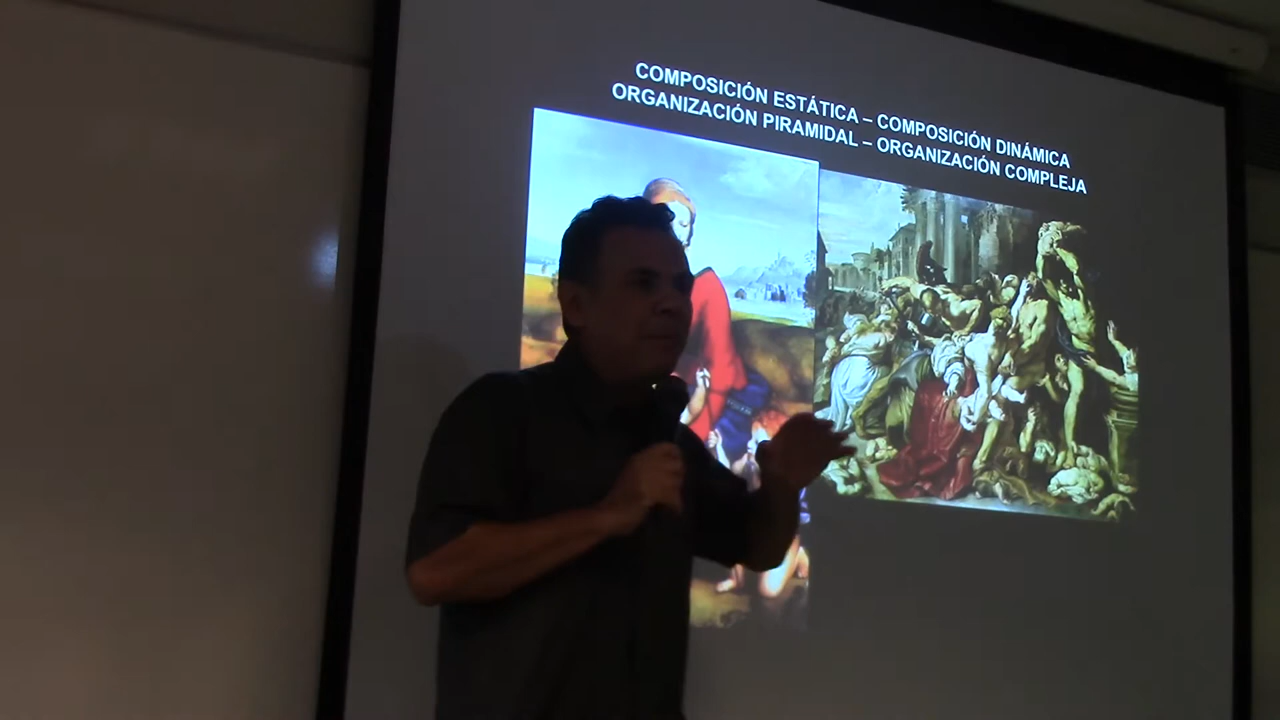 COMPOSICIÓN ESTÁTICA – COMPOSICIÓN DINÁMICA
ORGANIZACIÓN PIRAMIDAL – ORGANIZACIÓN COMPLEJA